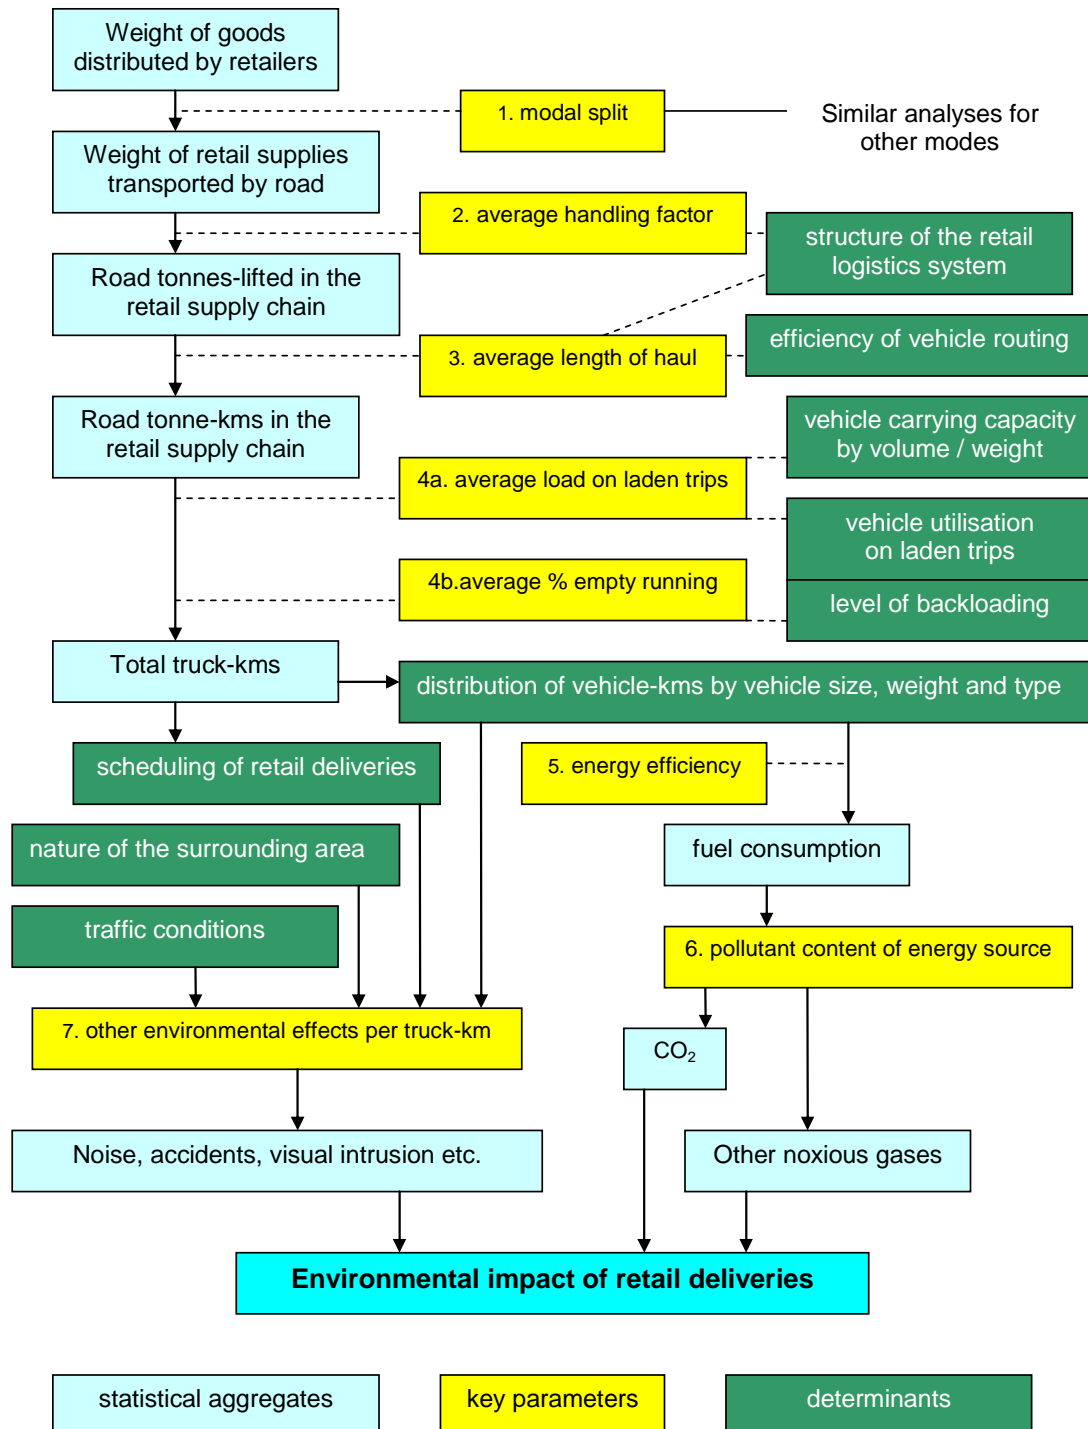 Weight of goods
distributed by retailers
1. modal split
Similar analyses for
other modes
Weight of retail supplies
transported by road
2. average handling factor
structure of the retail
logistics system
Road tonnes-lifted in the
retail supply chain
3. average length of haul
efficiency of vehicle routing
Road tonne-kms in the
retail supply chain
vehicle carrying capacity
by volume / weight
4a. average load on laden trips
vehicle utilisation
on laden trips
4b.average % empty running
level of backloading
Total truck-kms
distribution of vehicle-kms by vehicle size, weight and type
scheduling of retail deliveries
5. energy efficiency
nature of the surrounding area
fuel consumption
traffic conditions
6. pollutant content of energy source
7. other environmental effects per truck-km
CO₂
Noise, accidents, visual intrusion etc.
Other noxious gases
Environmental impact of retail deliveries
statistical aggregates
key parameters
determinants